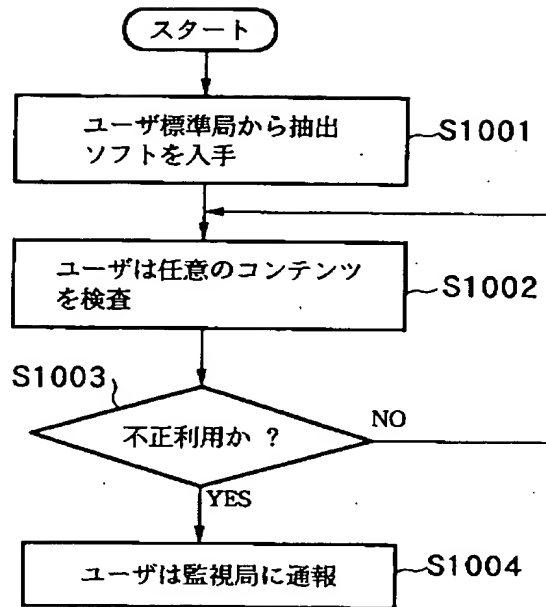 スタート
ユーザ標準局から抽出
ソフトを入手
S1001
ユーザは任意のコンテンツ
を検査
S1002
S1003
不正利用か ?
NO
YES
ユーザは監視局に通報
S1004